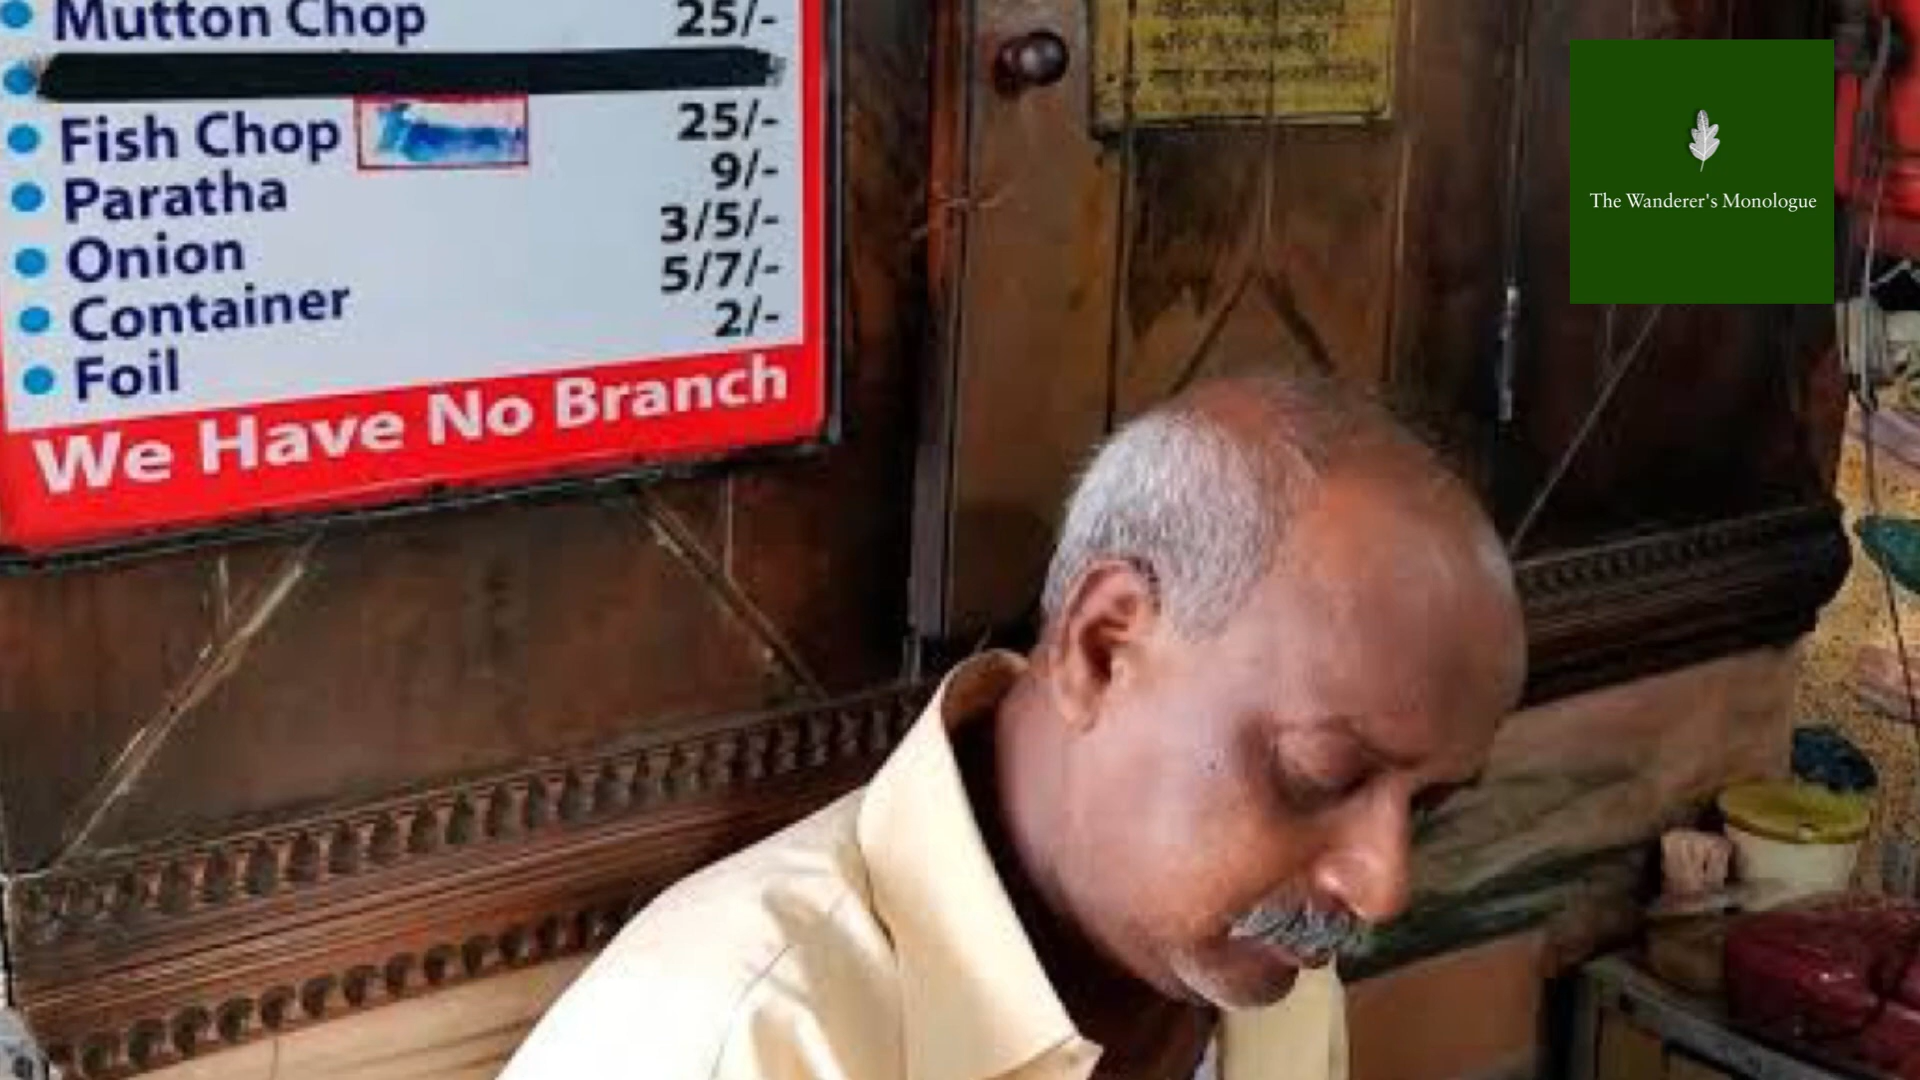 Mutton Chop 25/-
Fish Chop 25/-
Paratha 9/-
Onion 3/5/-
Container 5/7/-
Foil 2/-
We Have No Branch
The Wanderer's Monologue